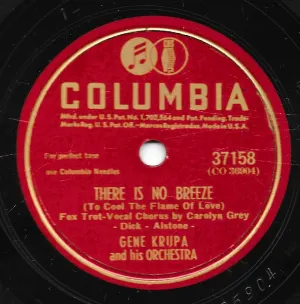 COLUMBIA
Mfd. under U.S. Pat. No. 1,702,564 and Pat. Pending. Trade-
Marks Reg. U.S. Pat. Off.-Marcas Registradas. Made in U.S.A.
For perfect tone
use Columbia Needles
37158
(CO 36904)
THERE IS NO BREEZE
(To Cool The Flame Of Love)
Fox Trot-Vocal Chorus by Carolyn Grey
- Dick - Alstone -
GENE KRUPA
and his ORCHESTRA